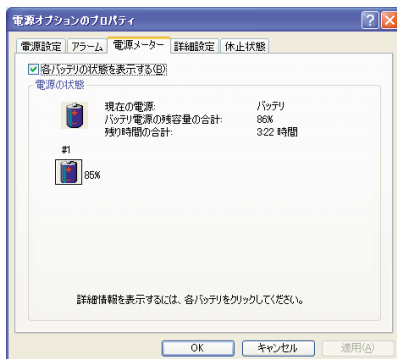 電源オプションのプロパティ
電源設定 アラーム 電源メーター 詳細設定 休止状態
各バッテリの状態を表示する(B)
電源の状態
現在の電源: バッテリ
バッテリ電源の残容量の合計: 86%
残り時間の合計: 3:22 時間
#1
85%
詳細情報を表示するには、各バッテリをクリックしてください。
OK キャンセル 適用(A)